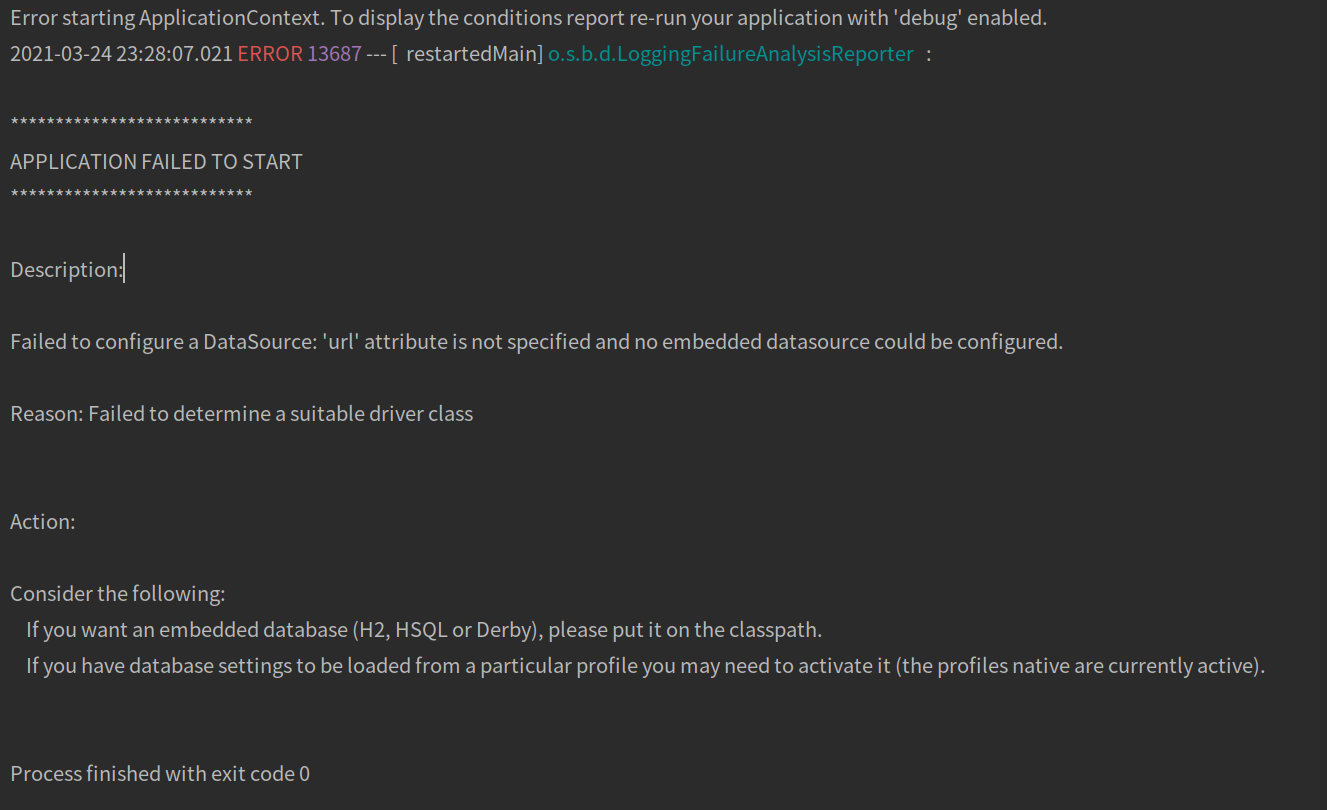 Error starting ApplicationContext. To display the conditions report re-run your application with 'debug' enabled.
2021-03-24 23:28:07.021 ERROR 13687 --- [  restartedMain] o.s.b.d.LoggingFailureAnalysisReporter   :
***************************
APPLICATION FAILED TO START
***************************
Description:
Failed to configure a DataSource: 'url' attribute is not specified and no embedded datasource could be configured.
Reason: Failed to determine a suitable driver class
Action:
Consider the following:
If you want an embedded database (H2, HSQL or Derby), please put it on the classpath.
If you have database settings to be loaded from a particular profile you may need to activate it (the profiles native are currently active).
Process finished with exit code 0